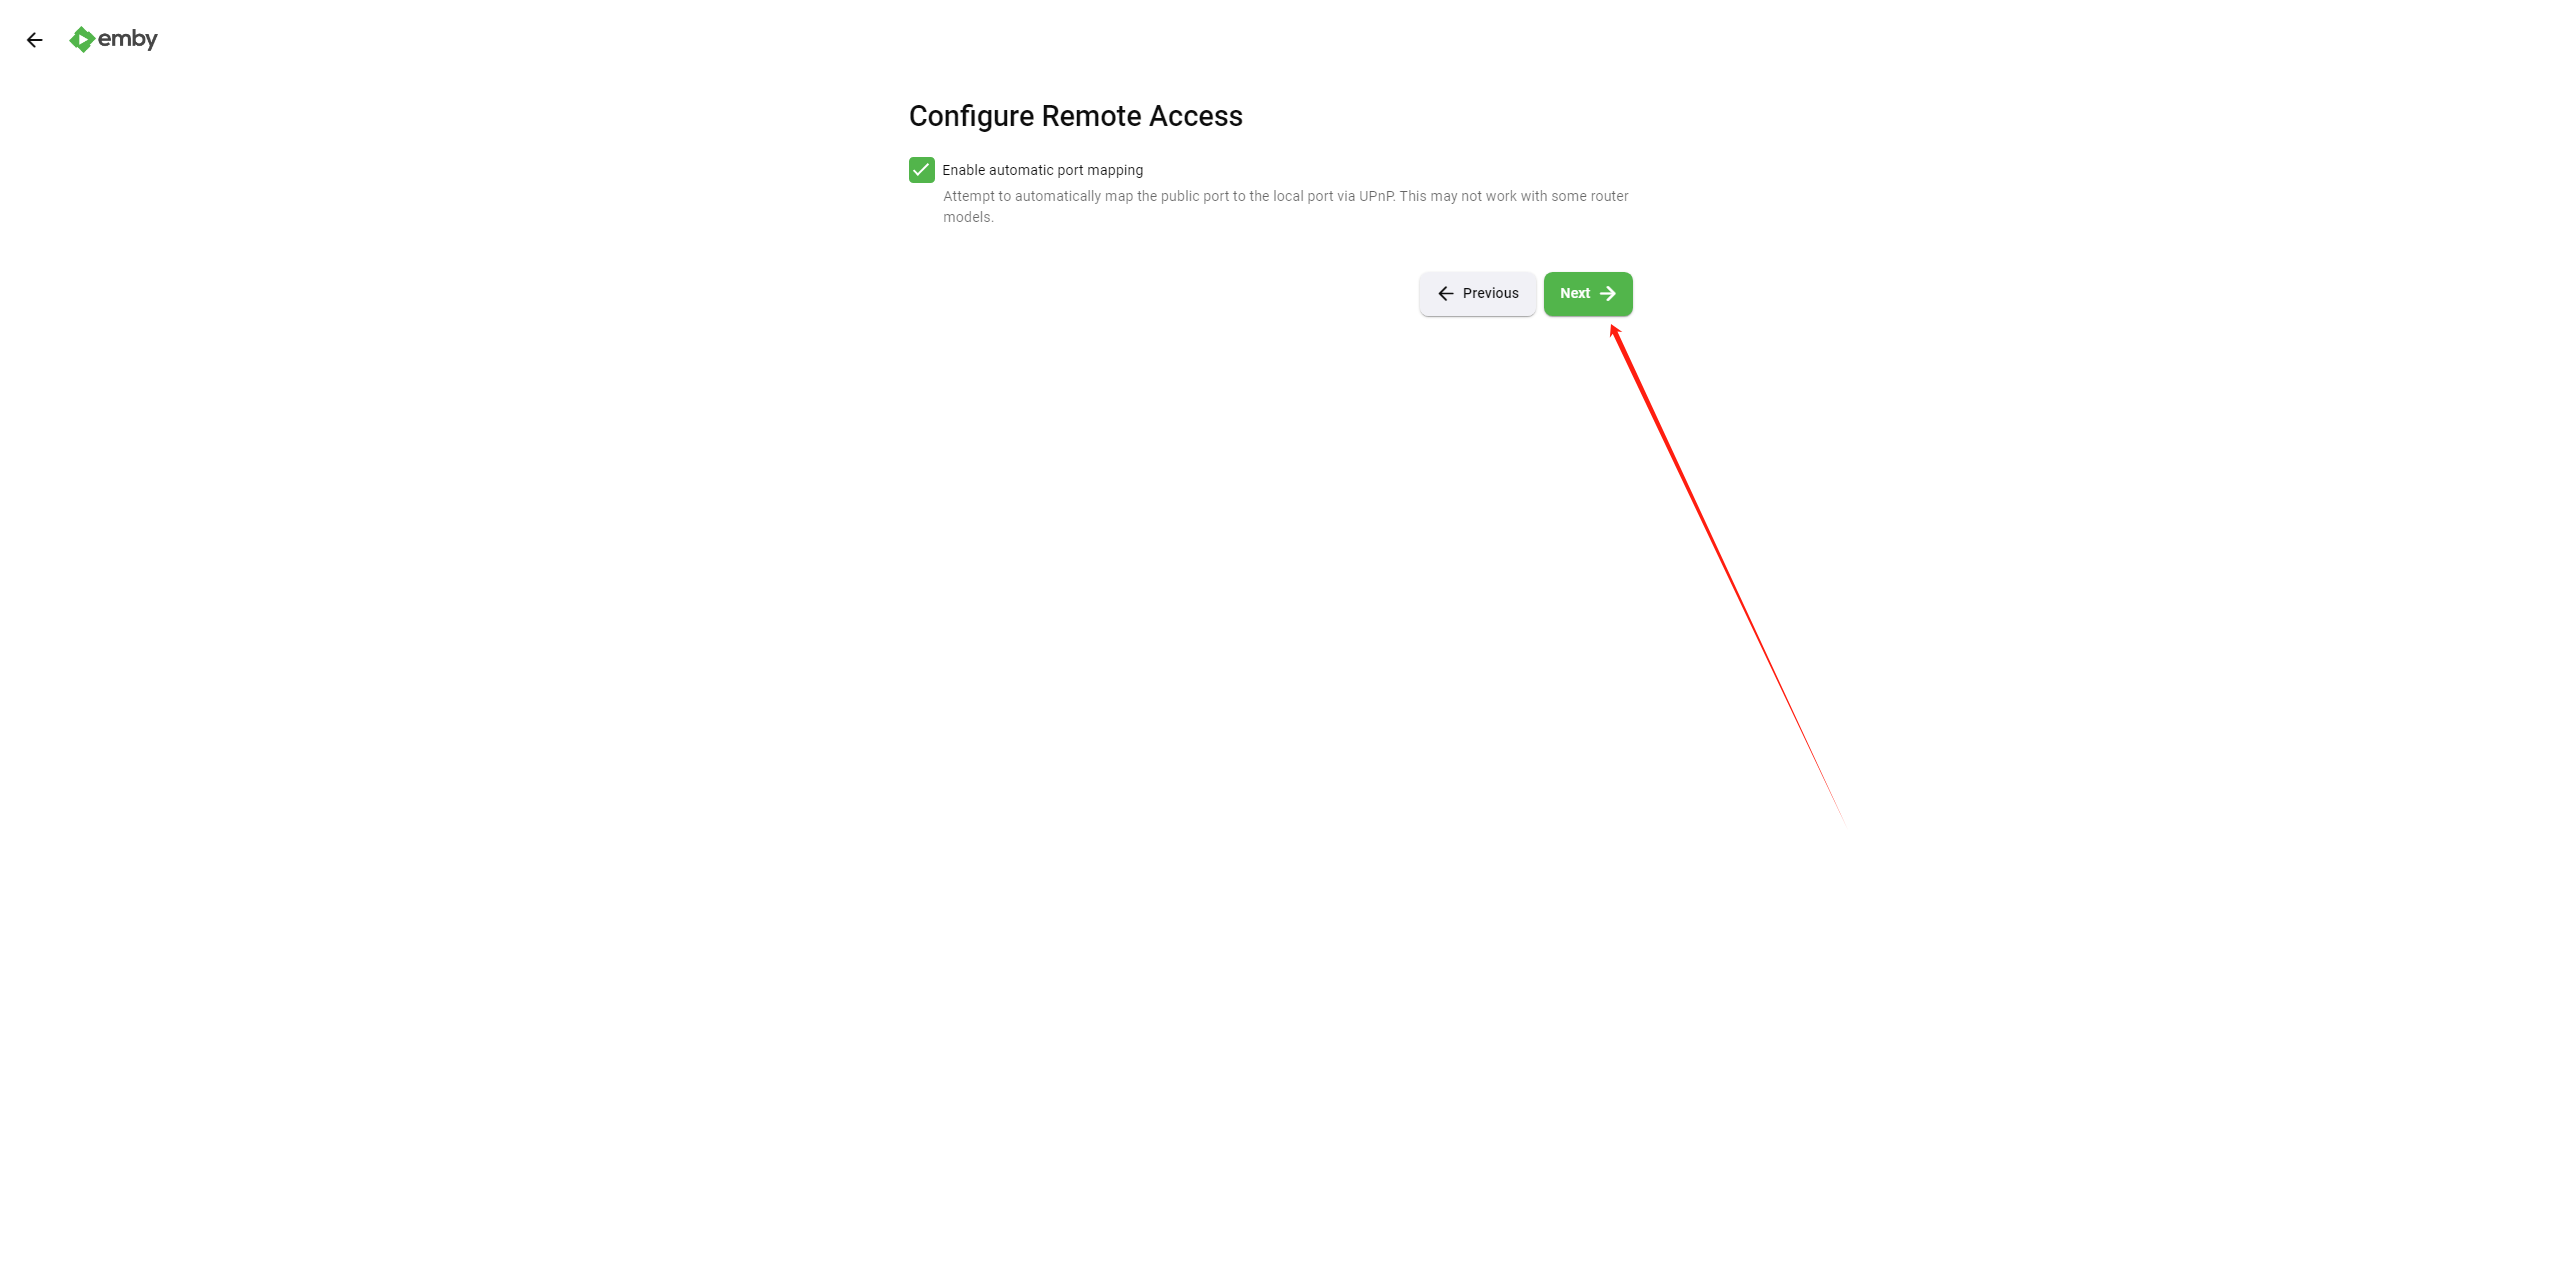 emby
Configure Remote Access
Enable automatic port mapping
Attempt to automatically map the public port to the local port via UPnP. This may not work with some router
models.
Previous
Next